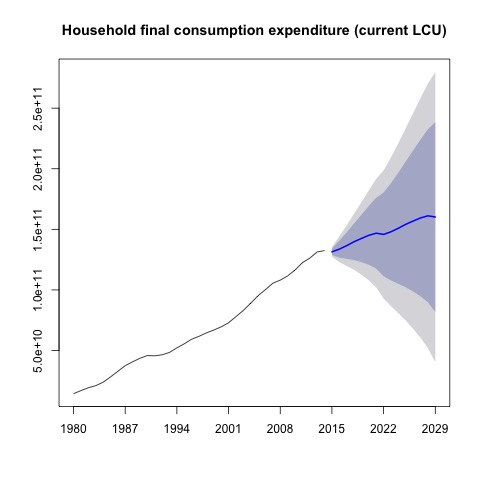 Household final consumption expenditure (current LCU)
2.5e+11
2.0e+11
1.5e+11
1.0e+11
5.0e+10
1980 1987 1994 2001 2008 2015 2022 2029